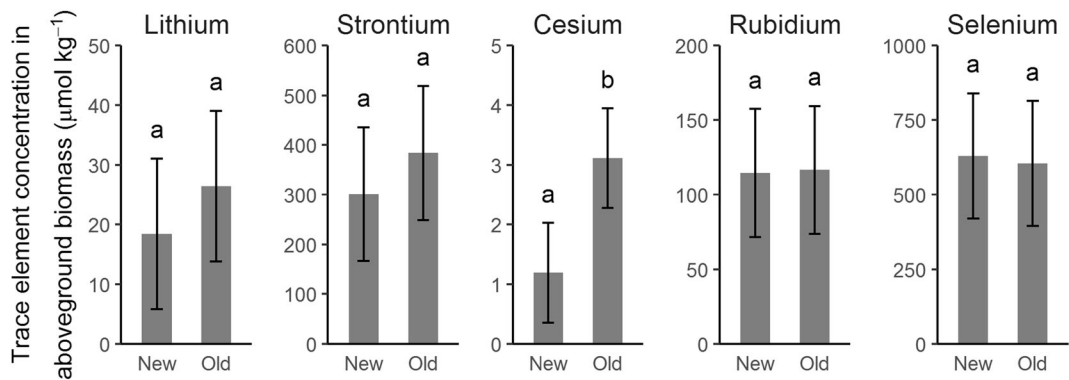 Trace element concentration in
aboveground biomass (μmol kg⁻¹)
Lithium
50
40
30
20
10
0
a
a
New Old
Strontium
600
500
400
300
200
100
0
a
a
New Old
Cesium
5
4
3
2
1
0
a
b
New Old
Rubidium
200
150
100
50
0
a
a
New Old
Selenium
1000
750
500
250
0
a
a
New Old